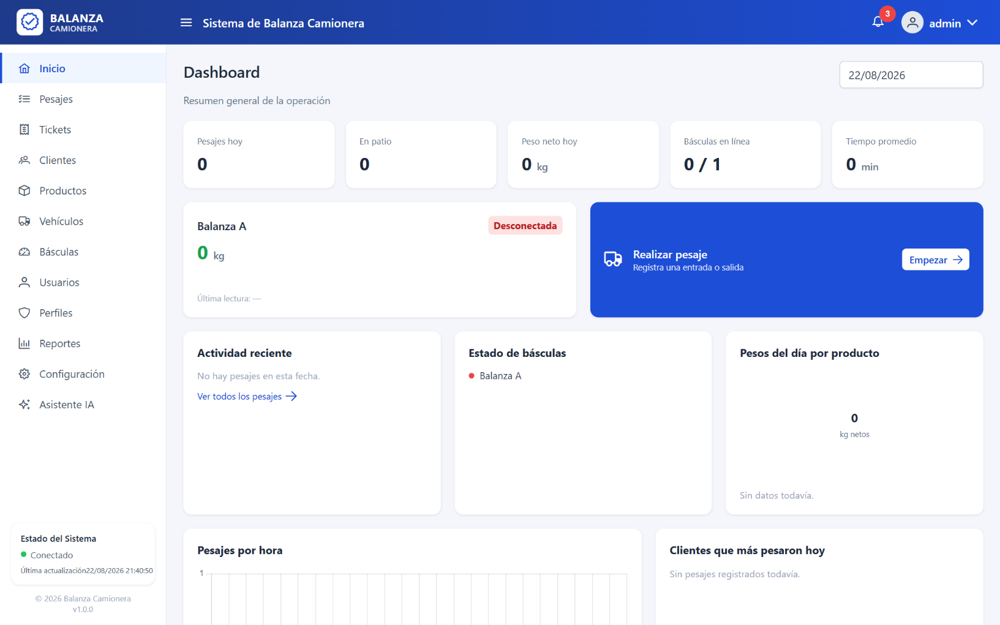 BALANZA
CAMIONERA
Sistema de Balanza Camionera
3
admin
Inicio
Pesajes
Tickets
Clientes
Productos
Vehículos
Básculas
Usuarios
Perfiles
Reportes
Configuración
Asistente IA
Estado del Sistema
Conectado
Última actualización22/08/2026 21:40:50
© 2026 Balanza Camionera
v1.0.0
Dashboard
22/08/2026
Resumen general de la operación
Pesajes hoy
0
En patio
0
Peso neto hoy
0 kg
Básculas en línea
0 / 1
Tiempo promedio
0 min
Balanza A
Desconectada
0 kg
Última lectura: —
Realizar pesaje
Registra una entrada o salida
Empezar
Actividad reciente
No hay pesajes en esta fecha.
Ver todos los pesajes
Estado de básculas
Balanza A
Pesos del día por producto
0
kg netos
Sin datos todavía.
Pesajes por hora
1
Clientes que más pesaron hoy
Sin pesajes registrados todavía.